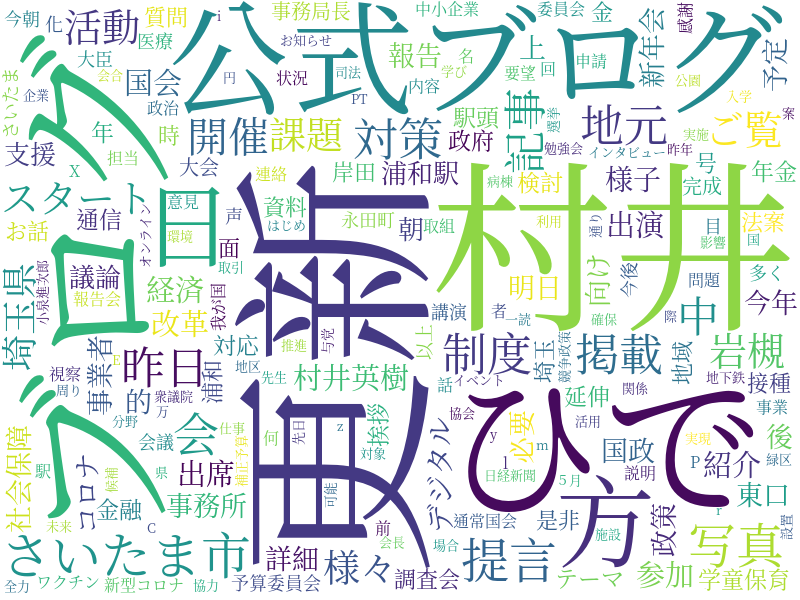 今朝
化
活動
質問
医療
事務局長
i
公式ブログ
お知らせ
中小企業
委員会
金
感謝
報告
名
上
回
内容
要望
申請
新年会
予定
さいたま
大臣
会合
企業
国会
状況
司法
学び
PT
円
政治
年
時
担当
X
支援
大会
開催
課題
対策
駅頭
政府
記事
選挙
地元
公園
実施
案
入学
ご覧
昨年
勉強会
インタビュー
号
年金
完成
スタート
ブログ
日
意見
連絡
岸田
浦和駅
病棟
検討
様子
お話
通信
オンライン
声
資料
はじめ
永田町
取組
朝
出演
利用
目
法案
影響
国
村井
更新
ひで
埼玉県
小泉進次郎
議論
報告会
経済
我が国
環境
取引
面
向け
通り
今後
問題
多く
明日
中
今年
改革
昨日
対応
推進
与党
以上
講演
者
一読
制度
埼玉
確保
掲載
地域
岩槻
競争政策
事業者
視察
周り
E
的
浦和
地区
先生
村井英樹
話
イベント
延伸
関係
地下鉄
接種
事業
社会保障
衆議院
万
分野
仕事
会
会議
何
先日
z
挨拶
対象
デジタル
協会
y
必要
m
活用
国政
実現
緑区
後
コロナ
駅
県
候補
出席
補正予算
日経新聞
方
説明
P
紹介
金融
C
事務所
可能
前
会長
l
通常国会
5月
是非
政策
r
東口
設置
未来
さいたま市
詳細
様々
提言
施設
写真
全力
ワクチン
新型コロナ
協力
予算委員会
場合
調査会
テーマ
参加
学童保育